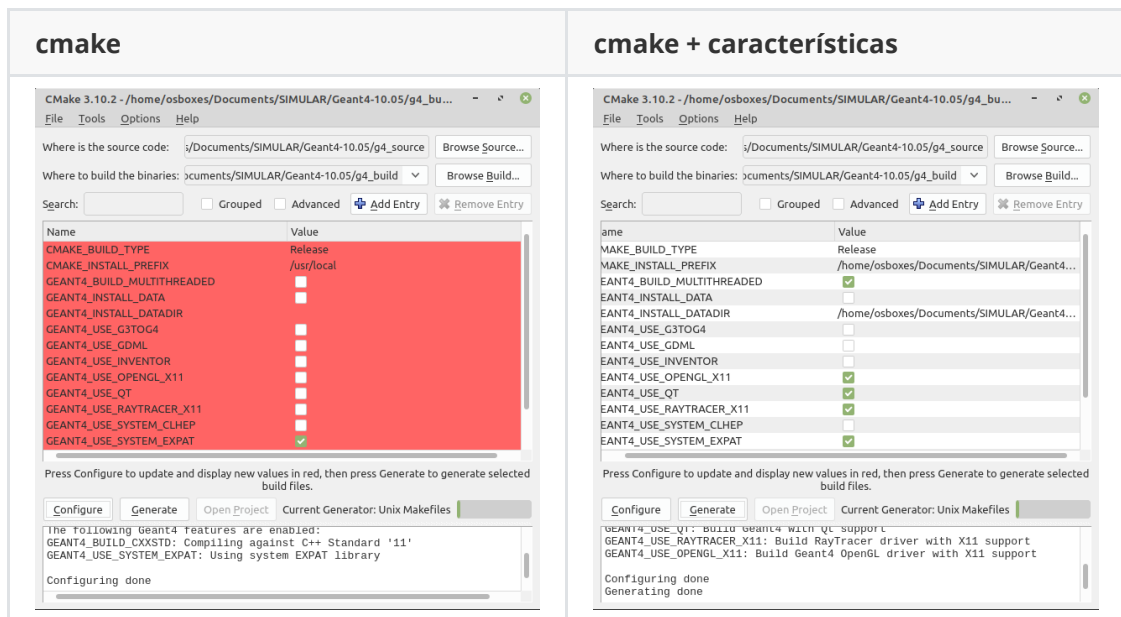 cmake
cmake + características
CMake 3.10.2 - /home/osboxes/Documents/SIMULAR/Geant4-10.05/g4_bu...
File Tools Options Help
Where is the source code: s/Documents/SIMULAR/Geant4-10.05/g4_source Browse Source...
Where to build the binaries: ocuments/SIMULAR/Geant4-10.05/g4_build Browse Build...
Search: Grouped Advanced Add Entry Remove Entry
Name Value
CMAKE_BUILD_TYPE Release
CMAKE_INSTALL_PREFIX /usr/local
GEANT4_BUILD_MULTITHREADED
GEANT4_INSTALL_DATA
GEANT4_INSTALL_DATADIR
GEANT4_USE_G3TOG4
GEANT4_USE_GDML
GEANT4_USE_INVENTOR
GEANT4_USE_OPENGL_X11
GEANT4_USE_QT
GEANT4_USE_RAYTRACER_X11
GEANT4_USE_SYSTEM_CLHEP
GEANT4_USE_SYSTEM_EXPAT
Press Configure to update and display new values in red, then press Generate to generate selected
build files.
Configure Generate Open Project Current Generator: Unix Makefiles
The following Geant4 features are enabled:
GEANT4_BUILD_CXXSTD: Compiling against C++ Standard '11'
GEANT4_USE_SYSTEM_EXPAT: Using system EXPAT library
Configuring done
CMake 3.10.2 - /home/osboxes/Documents/SIMULAR/Geant4-10.05/g4_bu...
File Tools Options Help
Where is the source code: s/Documents/SIMULAR/Geant4-10.05/g4_source Browse Source...
Where to build the binaries: ocuments/SIMULAR/Geant4-10.05/g4_build Browse Build...
Search: Grouped Advanced Add Entry Remove Entry
ame Value
MAKE_BUILD_TYPE Release
MAKE_INSTALL_PREFIX /home/osboxes/Documents/SIMULAR/Geant4...
EANT4_BUILD_MULTITHREADED
EANT4_INSTALL_DATA
EANT4_INSTALL_DATADIR /home/osboxes/Documents/SIMULAR/Geant4...
EANT4_USE_G3TOG4
EANT4_USE_GDML
EANT4_USE_INVENTOR
EANT4_USE_OPENGL_X11
EANT4_USE_QT
EANT4_USE_RAYTRACER_X11
EANT4_USE_SYSTEM_CLHEP
EANT4_USE_SYSTEM_EXPAT
Press Configure to update and display new values in red, then press Generate to generate selected
build files.
Configure Generate Open Project Current Generator: Unix Makefiles
GEANT4_USE_QT: Build Geant4 with Qt support
GEANT4_USE_RAYTRACER_X11: Build RayTracer driver with X11 support
GEANT4_USE_OPENGL_X11: Build Geant4 OpenGL driver with X11 support
Configuring done
Generating done